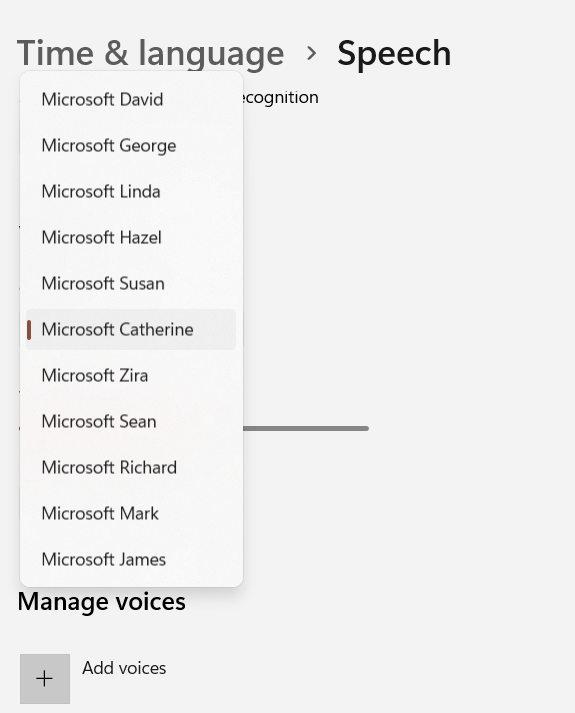 Time & language > Speech
ecognition
Microsoft David
Microsoft George
Microsoft Linda
Microsoft Hazel
Microsoft Susan
Microsoft Catherine
Microsoft Zira
Microsoft Sean
Microsoft Richard
Microsoft Mark
Microsoft James
Manage voices
Add voices